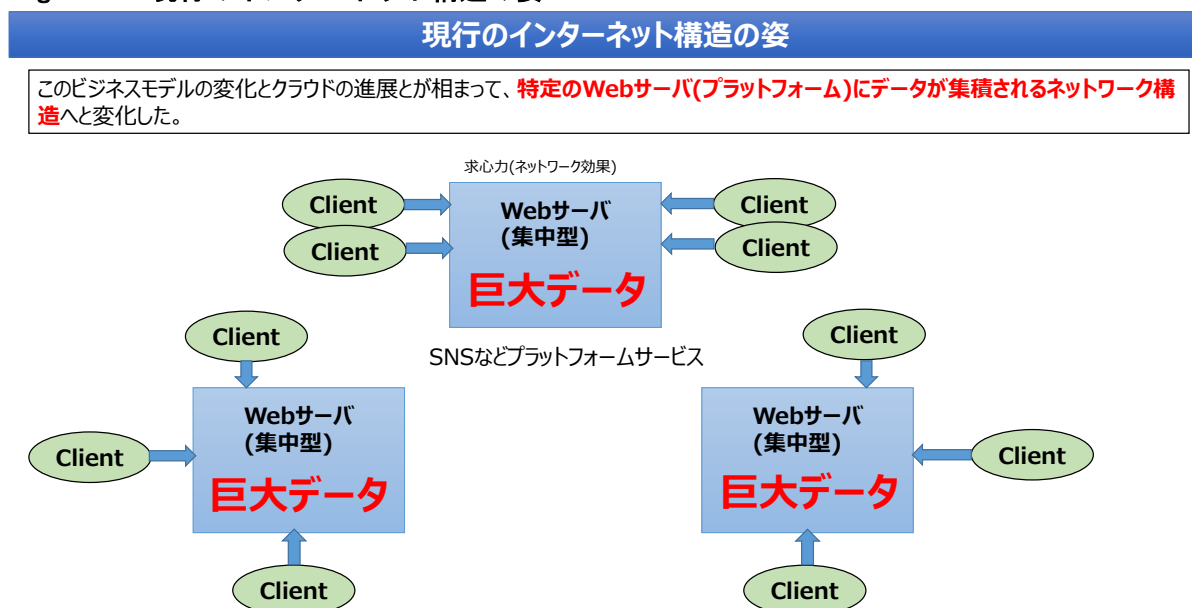 現行のインターネット構造の姿
このビジネスモデルの変化とクラウドの進展とが相まって、特定のWebサーバ(プラットフォーム)にデータが集積されるネットワーク構
造へと変化した。
求心力(ネットワーク効果)
Client
Client
Webサーバ
(集中型)
巨大データ
Client
Client
SNSなどプラットフォームサービス
Client
Client
Webサーバ
(集中型)
巨大データ
Client
Client
Webサーバ
(集中型)
巨大データ
Client
Client